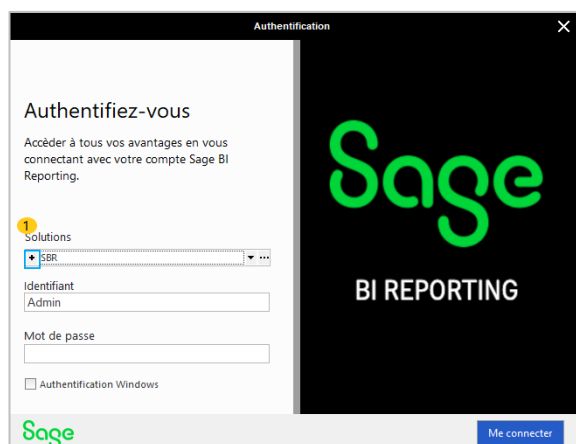 Authentification
Authentifiez-vous
Accèder à tous vos avantages en vous
connectant avec votre compte Sage BI
Reporting.
1
Solutions
SBR
Identifiant
Admin
Mot de passe
Authentification Windows
Sage
BI REPORTING
Sage
Me connecter